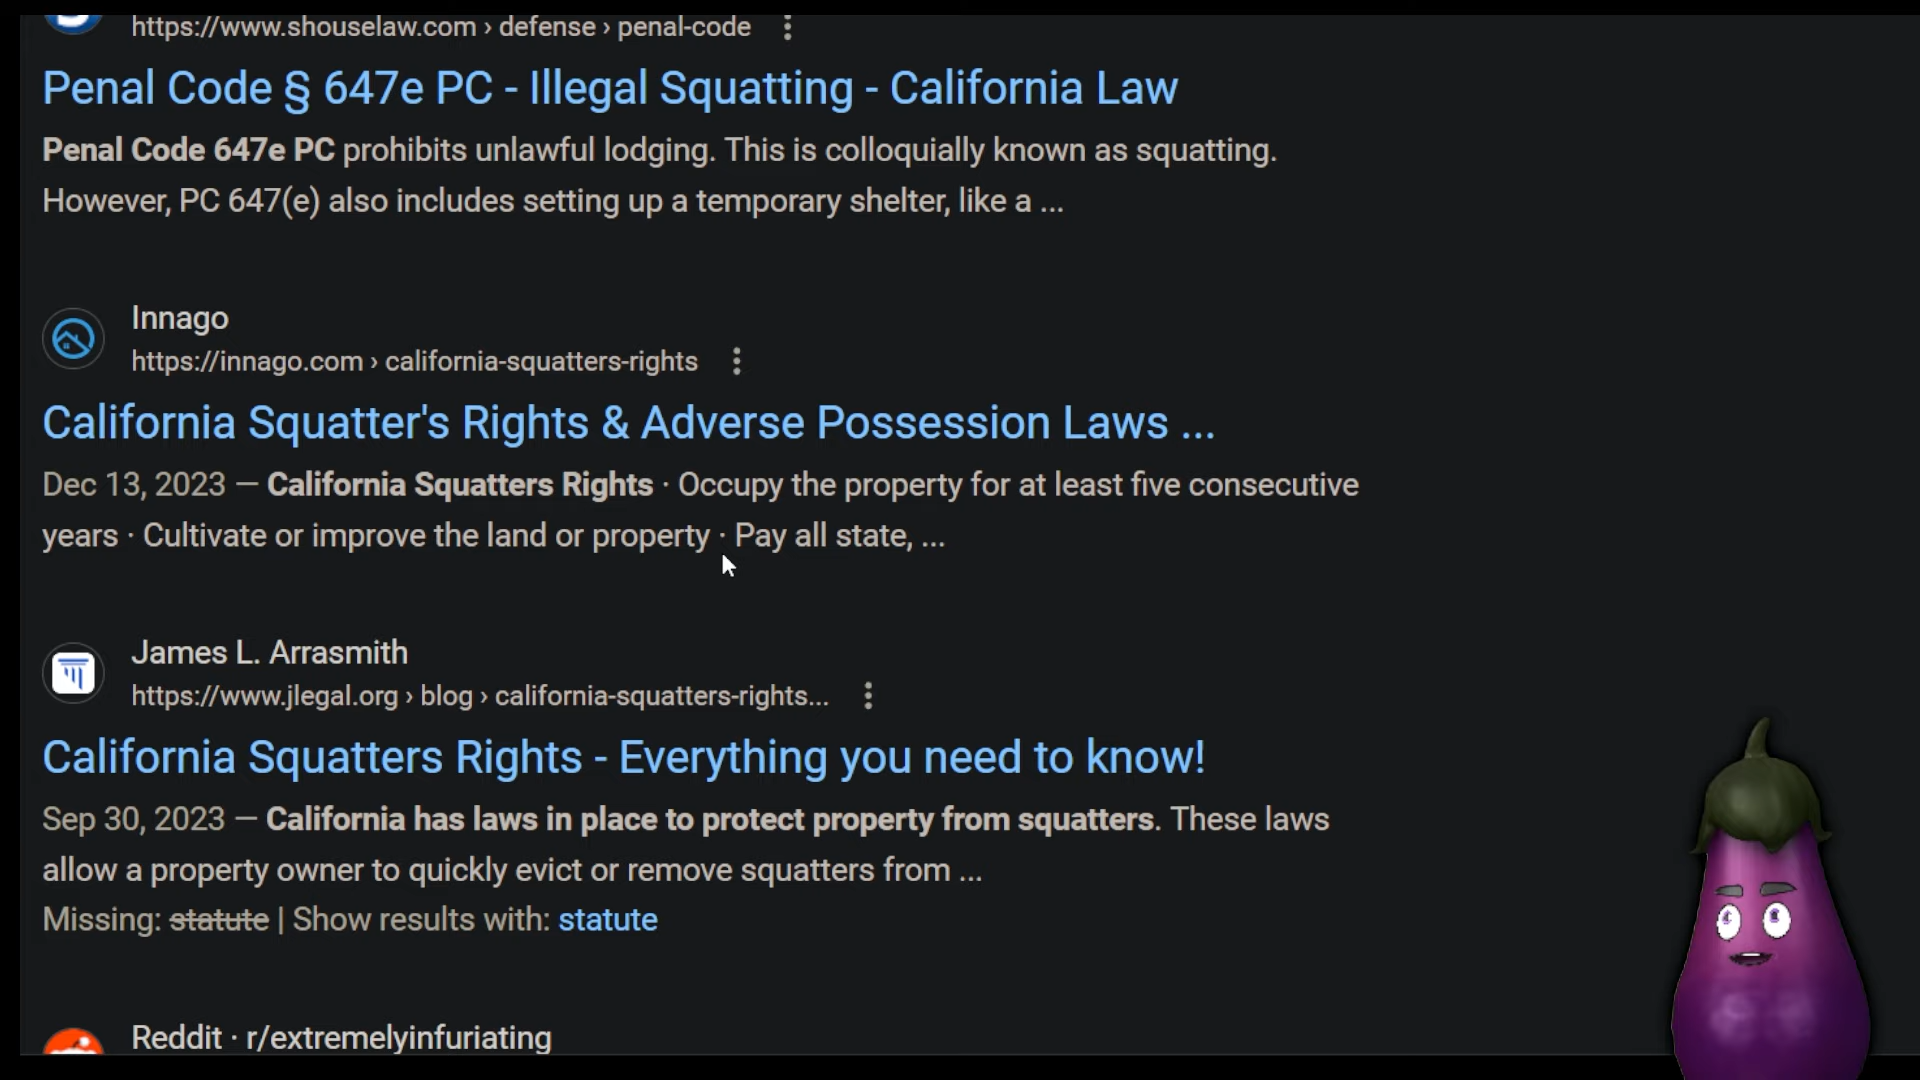 https://www.shouselaw.com › defense › penal-code
Penal Code § 647e PC - Illegal Squatting - California Law
Penal Code 647e PC prohibits unlawful lodging. This is colloquially known as squatting.
However, PC 647(e) also includes setting up a temporary shelter, like a ...
Innago
https://innago.com › california-squatters-rights
California Squatter's Rights & Adverse Possession Laws ...
Dec 13, 2023 — California Squatters Rights · Occupy the property for at least five consecutive
years · Cultivate or improve the land or property · Pay all state, ...
James L. Arrasmith
https://www.jlegal.org › blog › california-squatters-rights...
California Squatters Rights - Everything you need to know!
Sep 30, 2023 — California has laws in place to protect property from squatters. These laws
allow a property owner to quickly evict or remove squatters from ...
Missing: statute | Show results with: statute
Reddit · r/extremelyinfuriating